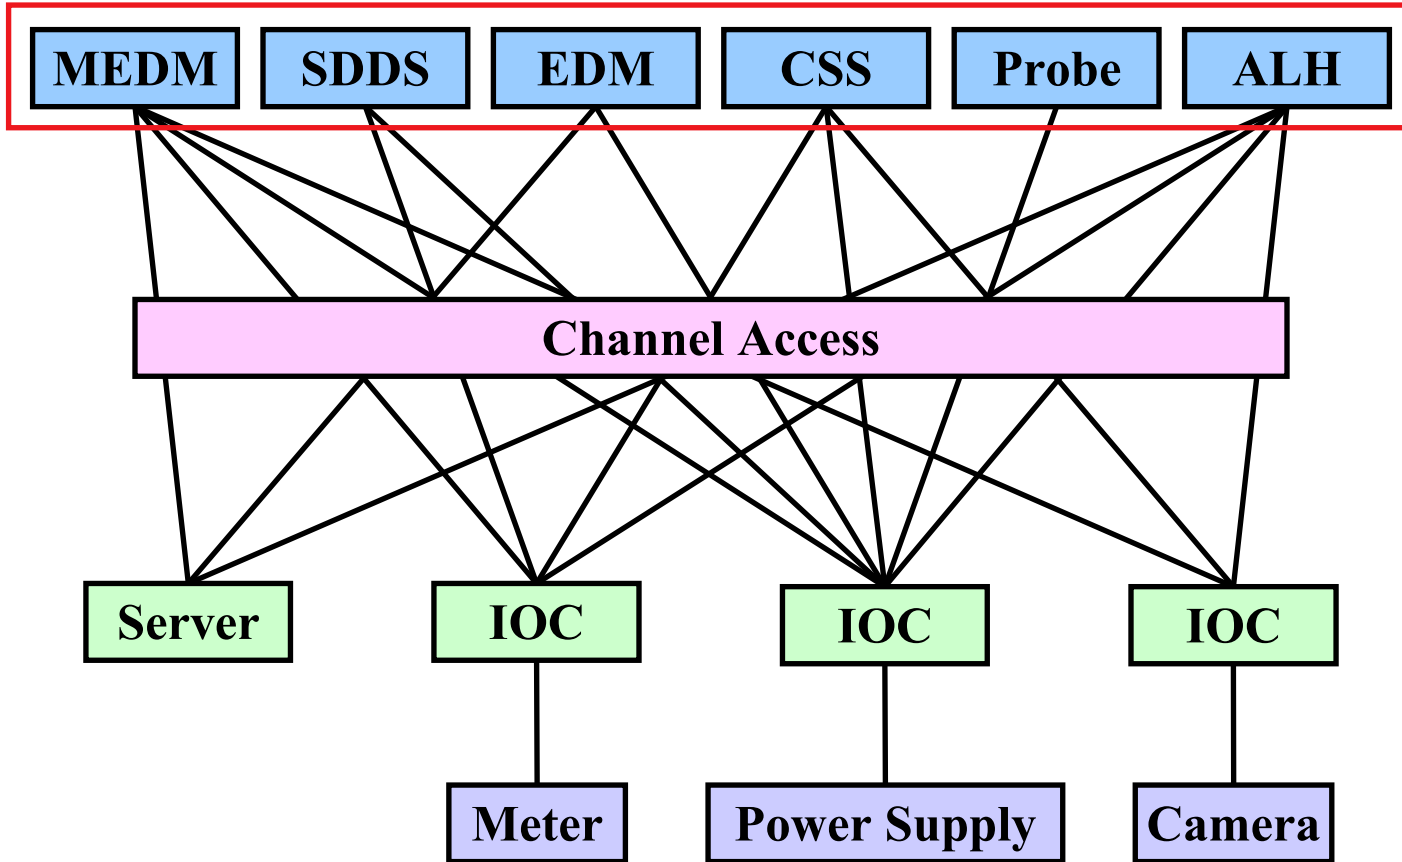 MEDM SDDS EDM CSS Probe ALH
Channel Access
Server IOC IOC IOC
Meter Power Supply Camera